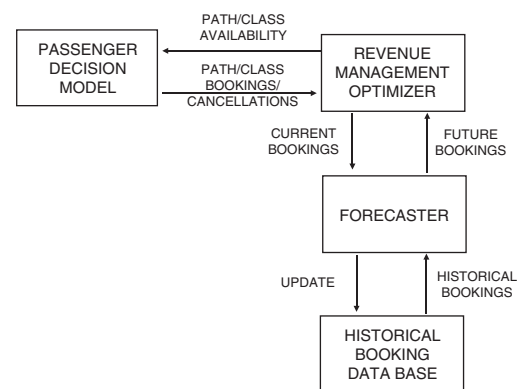 PATH/CLASS
AVAILABILITY
PASSENGER
DECISION
MODEL
PATH/CLASS
BOOKINGS/
CANCELLATIONS
REVENUE
MANAGEMENT
OPTIMIZER
CURRENT
BOOKINGS
FUTURE
BOOKINGS
FORECASTER
UPDATE
HISTORICAL
BOOKINGS
HISTORICAL
BOOKING
DATA BASE